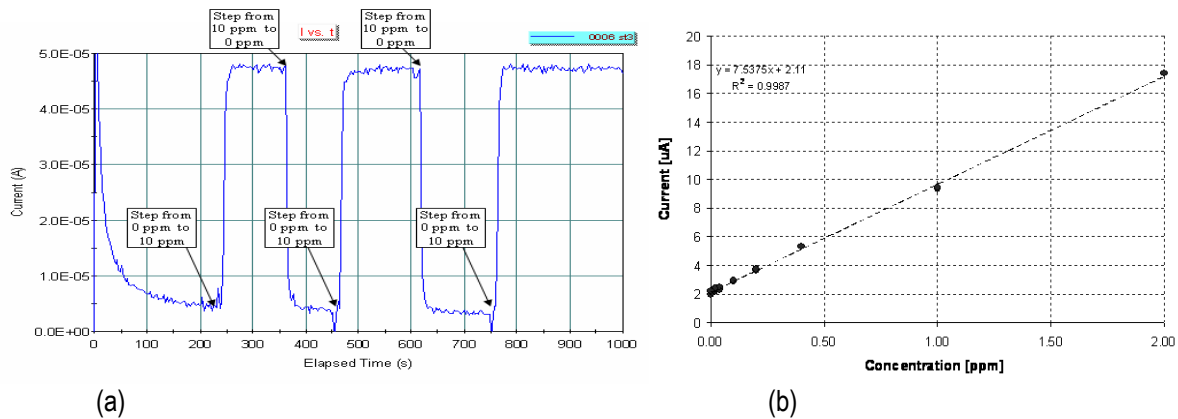 Step from
10 ppm to
0 ppm
I vs. t
Step from
10 ppm to
0 ppm
0006 st3
5.0E-05
4.0E-05
3.0E-05
2.0E-05
1.0E-05
0.0E+00
Current (A)
Step from
0 ppm to
10 ppm
Step from
0 ppm to
10 ppm
Step from
0 ppm to
10 ppm
0 100 200 300 400 500 600 700 800 900 1000
Elapsed Time (s)
(a)
20
18
16
14
12
10
8
6
4
2
0
Current [uA]
y = 7.5375x + 2.11
R² = 0.9987
0.00 0.50 1.00 1.50 2.00
Concentration [ppm]
(b)